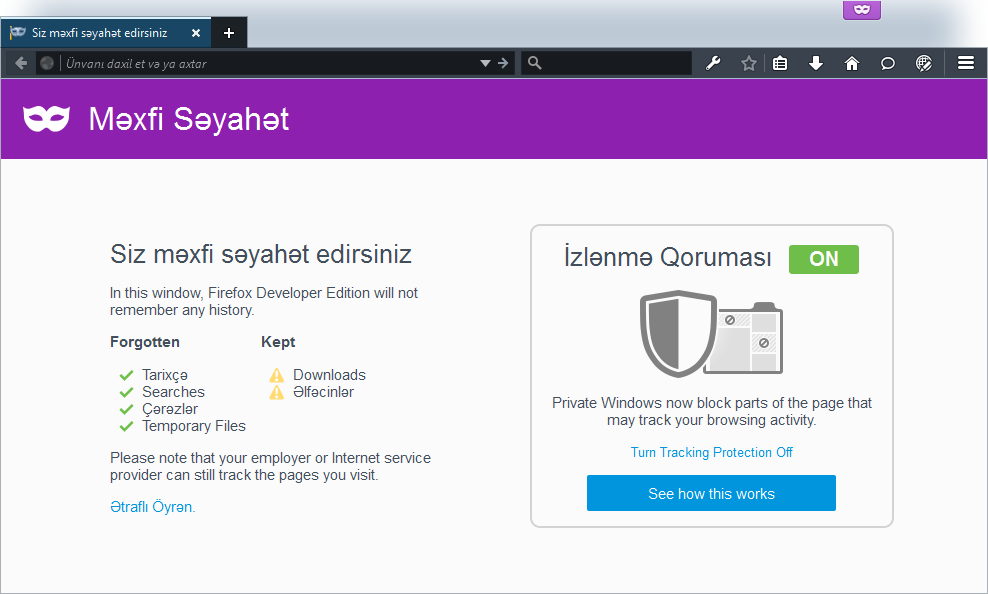 Siz məxfi səyahət edirsiniz
Ünvanı daxil et və ya axtar
Məxfi Səyahət
Siz məxfi səyahət edirsiniz
In this window, Firefox Developer Edition will not
remember any history.
Forgotten Kept
Tarixçə Downloads
Searches Əlfəcinlər
Çərəzlər
Temporary Files
Please note that your employer or Internet service
provider can still track the pages you visit.
Ətraflı Öyrən.
İzlənmə Qoruması ON
Private Windows now block parts of the page that
may track your browsing activity.
Turn Tracking Protection Off
See how this works